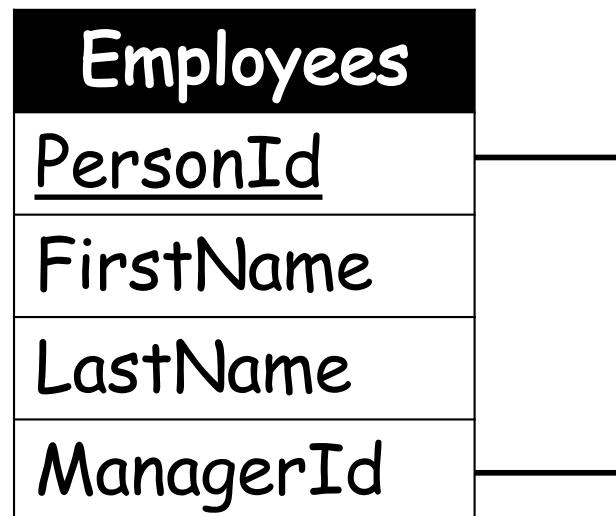 Employees
PersonId
FirstName
LastName
ManagerId